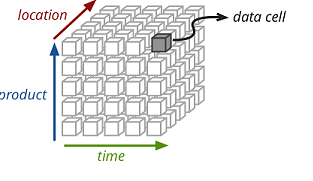 location
data cell
product
time